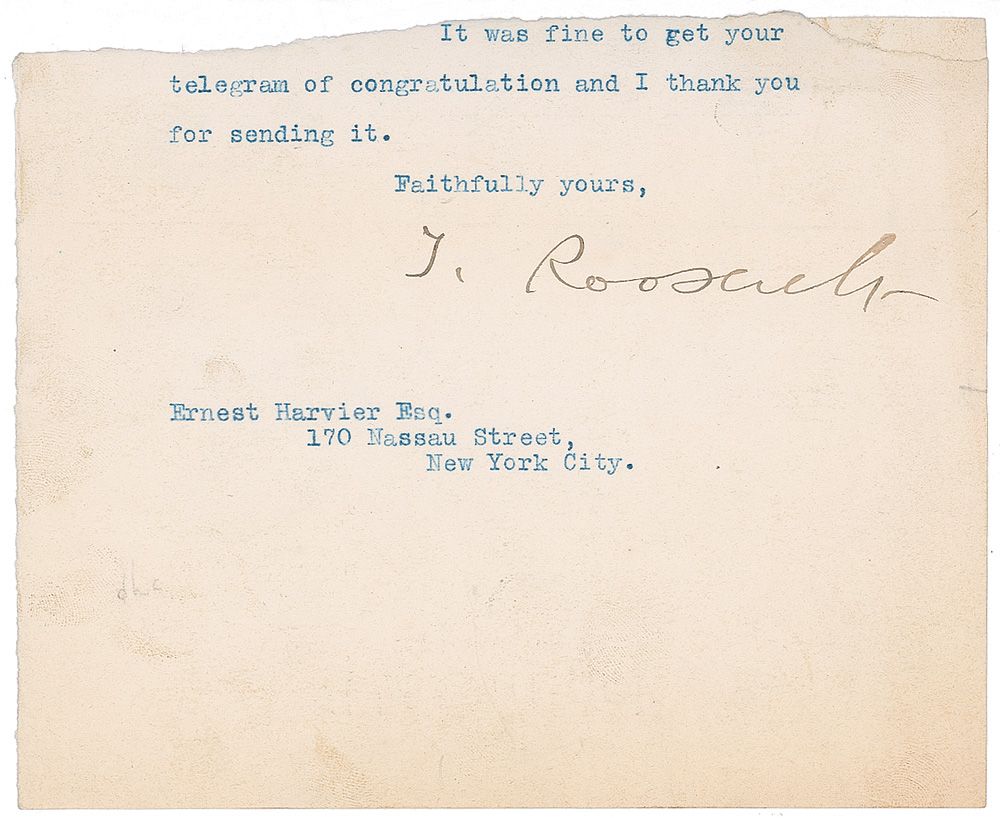 It was fine to get your
telegram of congratulation and I thank you
for sending it.
Faithfully yours,
T. Roosevelt
Ernest Harvier Esq.
170 Nassau Street,
New York City.